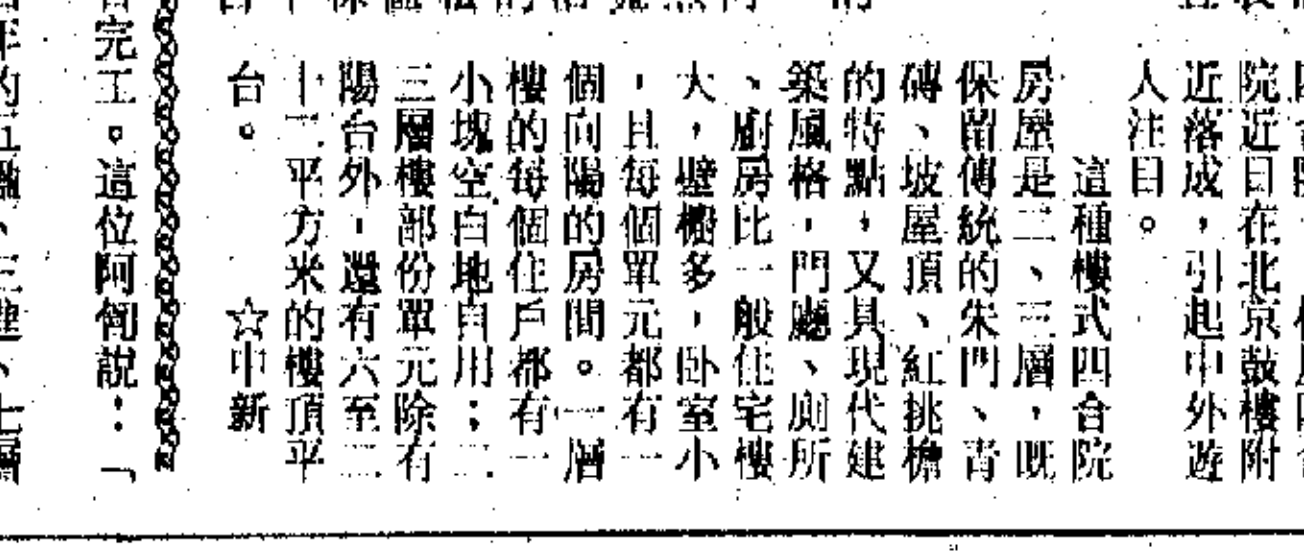 院近日在北京鼓樓附
近落成，引起中外遊
人注目。
這種樓式四合院
房屋是二、三層，既
保留傳統的朱門、青
磚、坡屋頂、紅挑檐
的特點，又具現代建
築風格，門廳、廁所
、廚房比一般住宅樓
大，壁櫥多，卧室小
，且每個單元都有一
個向陽的房間。一層
樓的每個住戶都有一
小塊空白地自用；二
三層樓部份單元除有
陽台外，還有六至二
十二平方米的樓頂平
台。
☆中新
完工。這位阿訇說：「